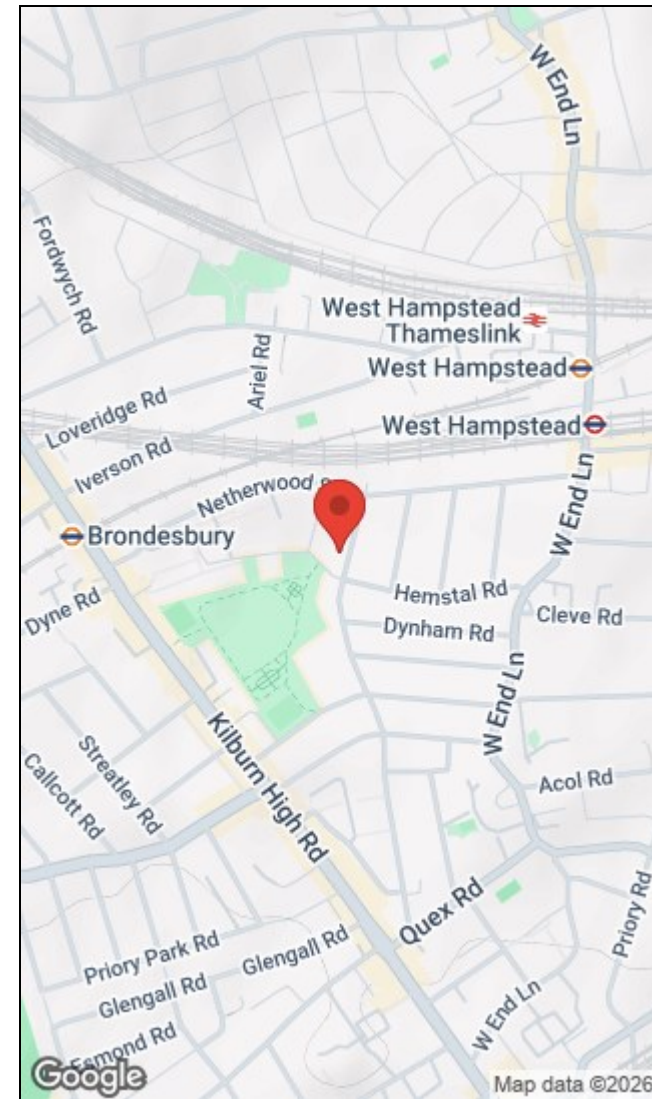 W End Ln
Fordwych Rd
West Hampstead
Thameslink
Ariel Rd
West Hampstead
Loveridge Rd
West Hampstead
Iverson Rd
Netherwood
W End Ln
Brondesbury
Hemstal Rd
Dyne Rd
Cleve Rd
Dynham Rd
W End Ln
Kilburn High Rd
Streatley Rd
Callcott Rd
Acol Rd
Quex Rd
Priory Rd
Priory Park Rd
Glengall Rd
Glengall Rd
W End Ln
Esmond Rd
Google
Map data ©2026